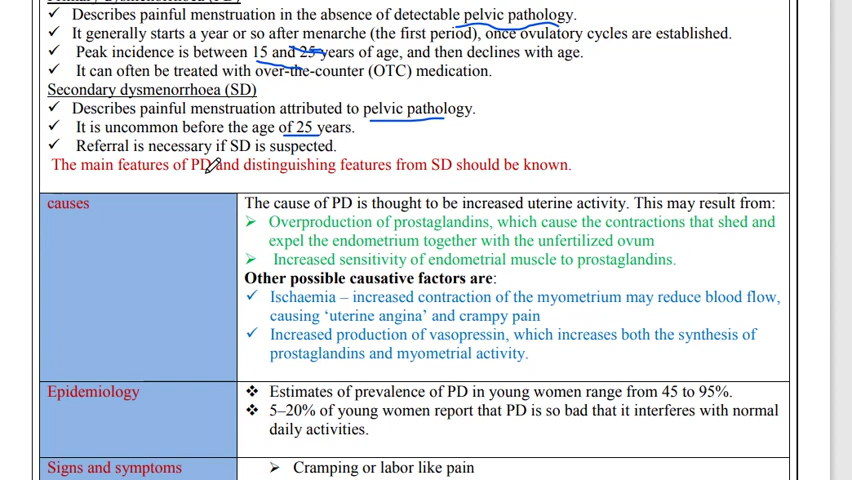 ✓ Describes painful menstruation in the absence of detectable pelvic pathology.
✓ It generally starts a year or so after menarche (the first period), once ovulatory cycles are established.
✓ Peak incidence is between 15 and 25 years of age, and then declines with age.
✓ It can often be treated with over-the-counter (OTC) medication.
Secondary dysmenorrhoea (SD)
✓ Describes painful menstruation attributed to pelvic pathology.
✓ It is uncommon before the age of 25 years.
✓ Referral is necessary if SD is suspected.
The main features of PD and distinguishing features from SD should be known.
causes
The cause of PD is thought to be increased uterine activity. This may result from:
➢ Overproduction of prostaglandins, which cause the contractions that shed and
expel the endometrium together with the unfertilized ovum
➢ Increased sensitivity of endometrial muscle to prostaglandins.
Other possible causative factors are:
✓ Ischaemia – increased contraction of the myometrium may reduce blood flow,
causing ‘uterine angina’ and crampy pain
✓ Increased production of vasopressin, which increases both the synthesis of
prostaglandins and myometrial activity.
Epidemiology
❖ Estimates of prevalence of PD in young women range from 45 to 95%.
❖ 5–20% of young women report that PD is so bad that it interferes with normal
daily activities.
Signs and symptoms
➢ Cramping or labor like pain